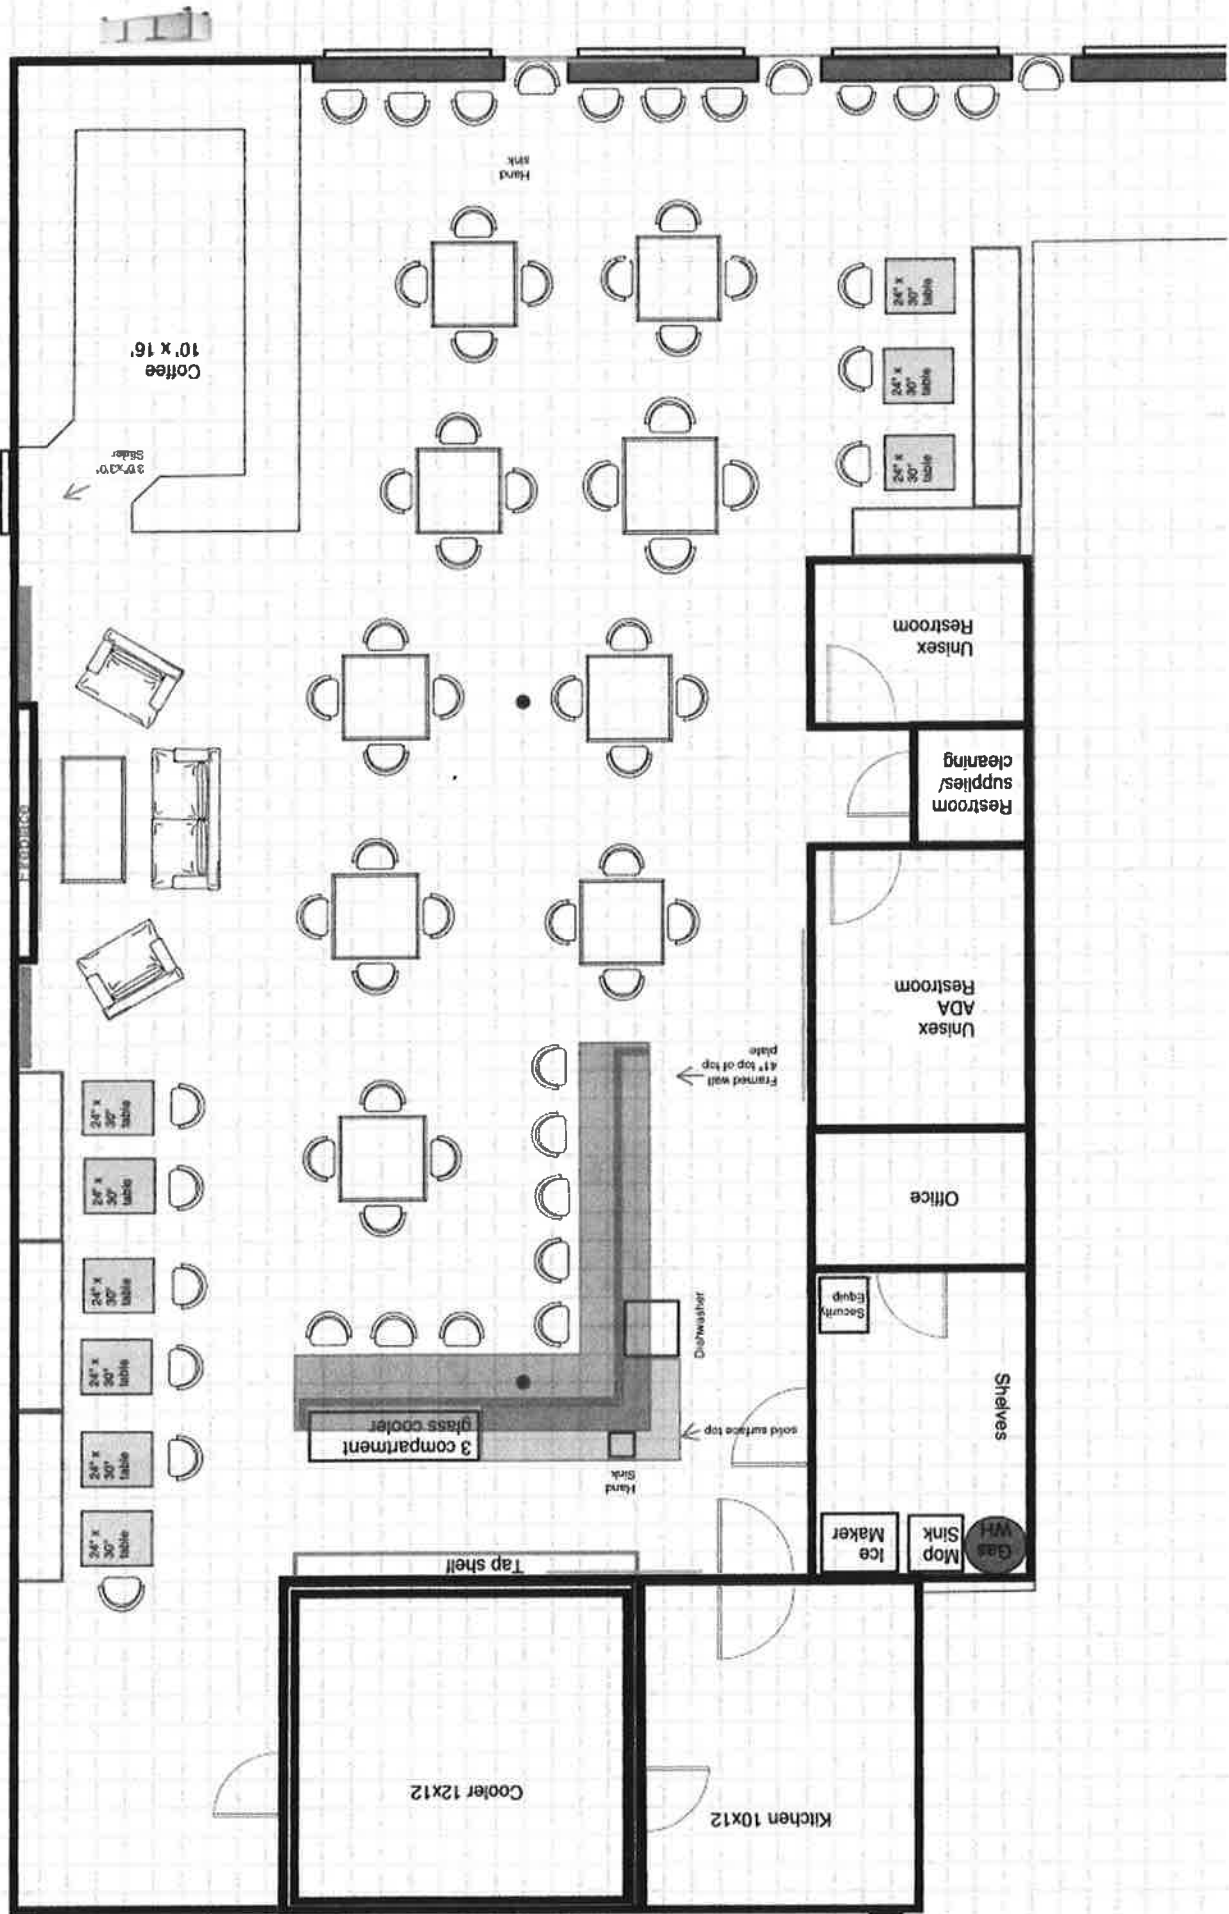 Hand
sink
Coffee
10' x 16'
3'0"x3'0"
Slider
24" x
30"
table
24" x
30"
table
24" x
30"
table
Unisex
Restroom
Restroom
supplies/
cleaning
Fireplace
Unisex
ADA
Restroom
Framed wall
41" top of top
plate
24" x
30"
table
24" x
30"
table
24" x
30"
table
24" x
30"
table
24" x
30"
table
24" x
30"
table
Office
Security
Equip
Dishwasher
Shelves
3 compartment
glass cooler
solid surface top
Hand
Sink
Ice
Maker
Mop
Sink
Gas
WH
Tap shelf
Cooler 12x12
Kitchen 10x12